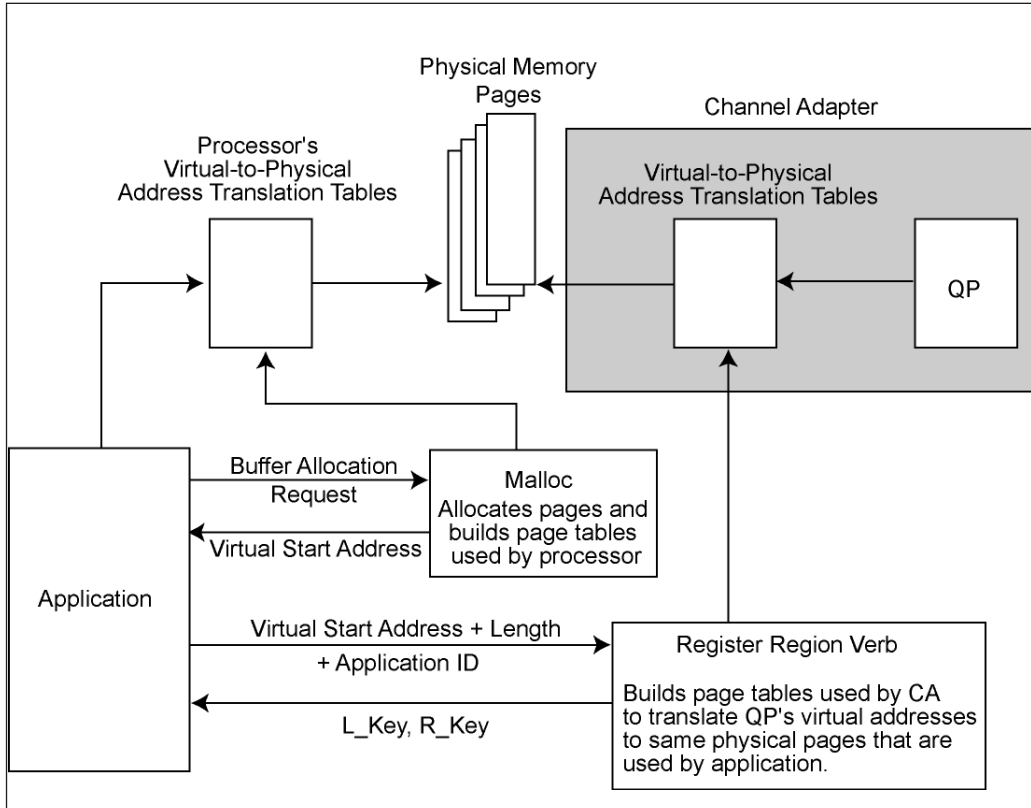 Physical Memory
Pages
Channel Adapter
Processor's
Virtual-to-Physical
Address Translation Tables
Virtual-to-Physical
Address Translation Tables
QP
Buffer Allocation
Request
Virtual Start Address
Malloc
Allocates pages and
builds page tables
used by processor
Application
Virtual Start Address + Length
+ Application ID
L_Key, R_Key
Register Region Verb
Builds page tables used by CA
to translate QP's virtual addresses
to same physical pages that are
used by application.